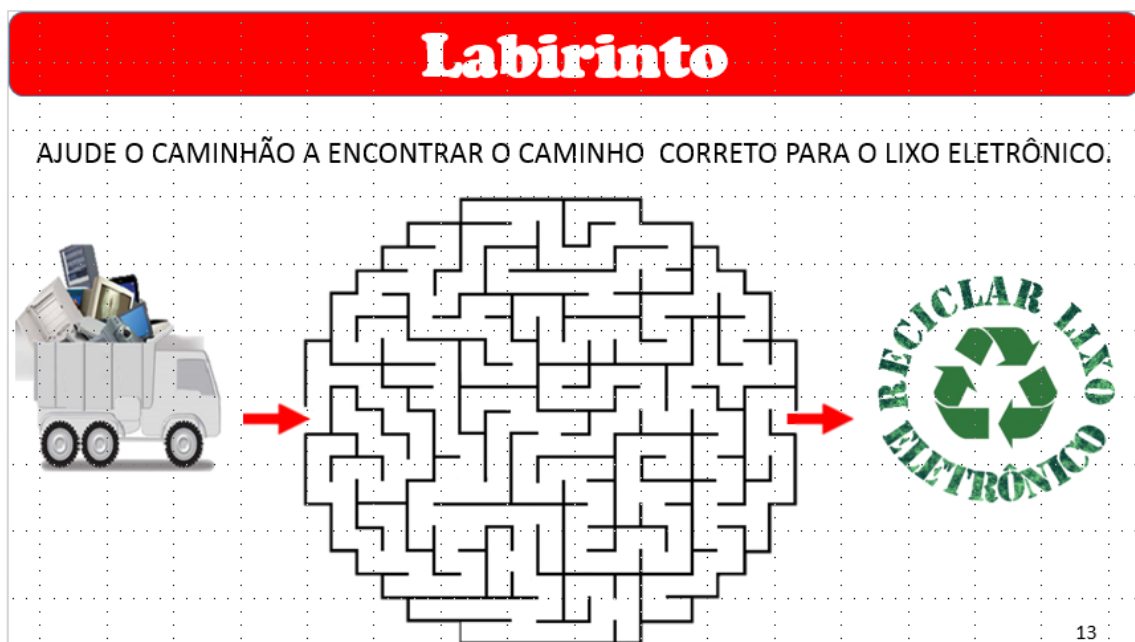 Labirinto
AJUDE O CAMINHÃO A ENCONTRAR O CAMINHO CORRETO PARA O LIXO ELETRÔNICO.
RECICLAR LIXO
ELETRÔNICO
13